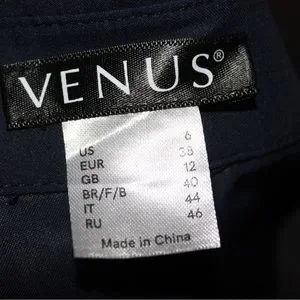 VENUS®
US 6
EUR 38
GB 12
BR/F/B 40
IT 44
RU 46
Made in China